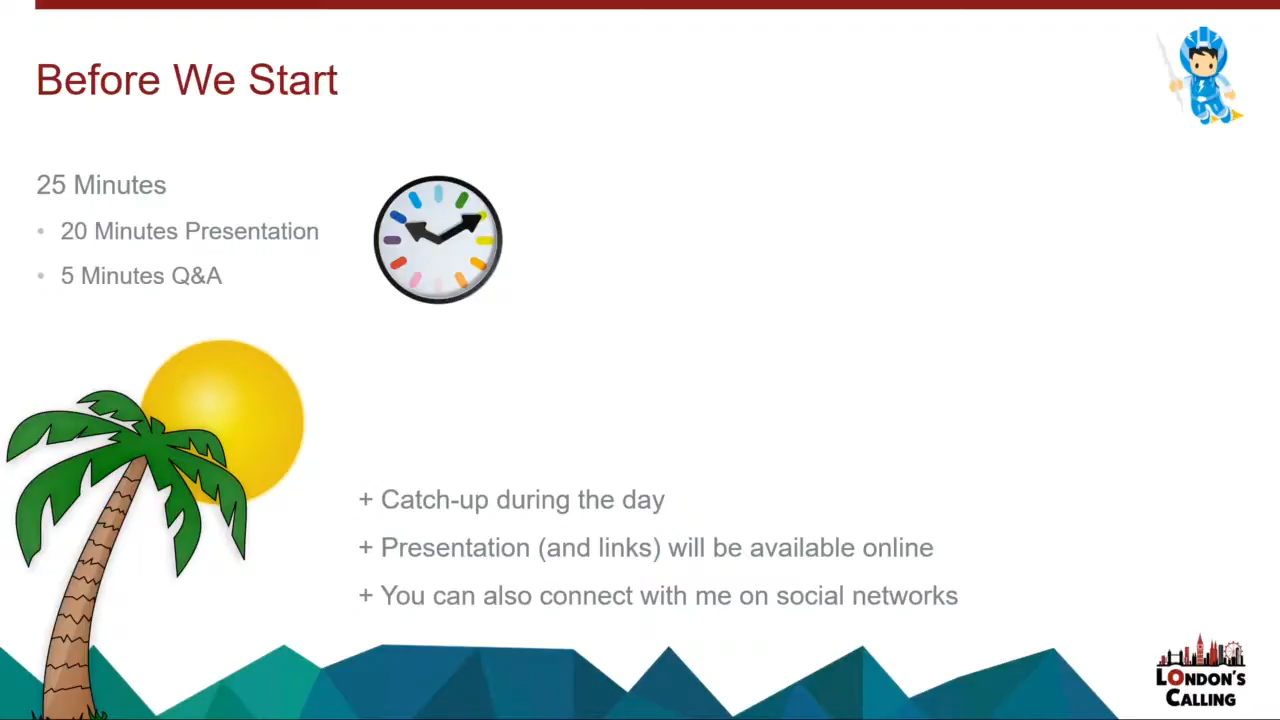 Before We Start
25 Minutes
• 20 Minutes Presentation
• 5 Minutes Q&A
+ Catch-up during the day
+ Presentation (and links) will be available online
+ You can also connect with me on social networks
LONDON'S
CALLING